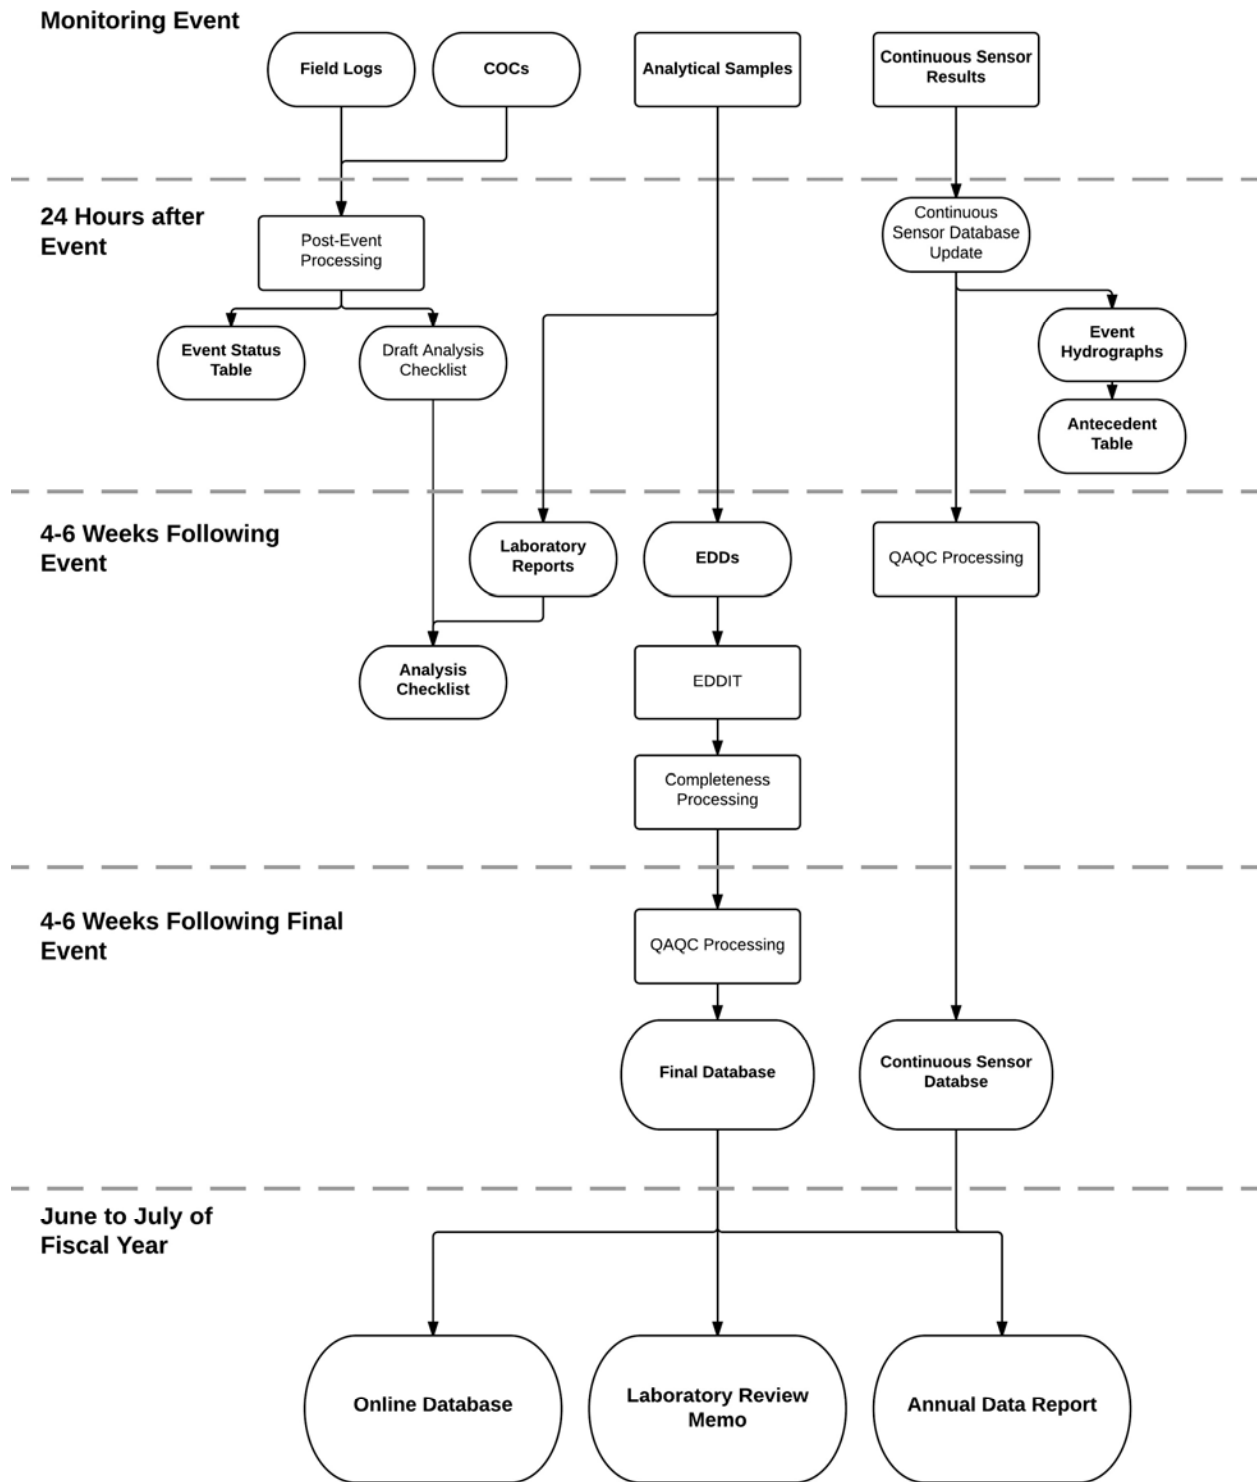 Monitoring Event
Field Logs
COCs
Analytical Samples
Continuous Sensor
Results
24 Hours after
Event
Post-Event
Processing
Continuous
Sensor Database
Update
Event Status
Table
Draft Analysis
Checklist
Event
Hydrographs
Antecedent
Table
4-6 Weeks Following
Event
Laboratory
Reports
EDDs
QAQC Processing
Analysis
Checklist
EDDIT
Completeness
Processing
4-6 Weeks Following Final
Event
QAQC Processing
Final Database
Continuous Sensor
Databse
June to July of
Fiscal Year
Online Database
Laboratory Review
Memo
Annual Data Report